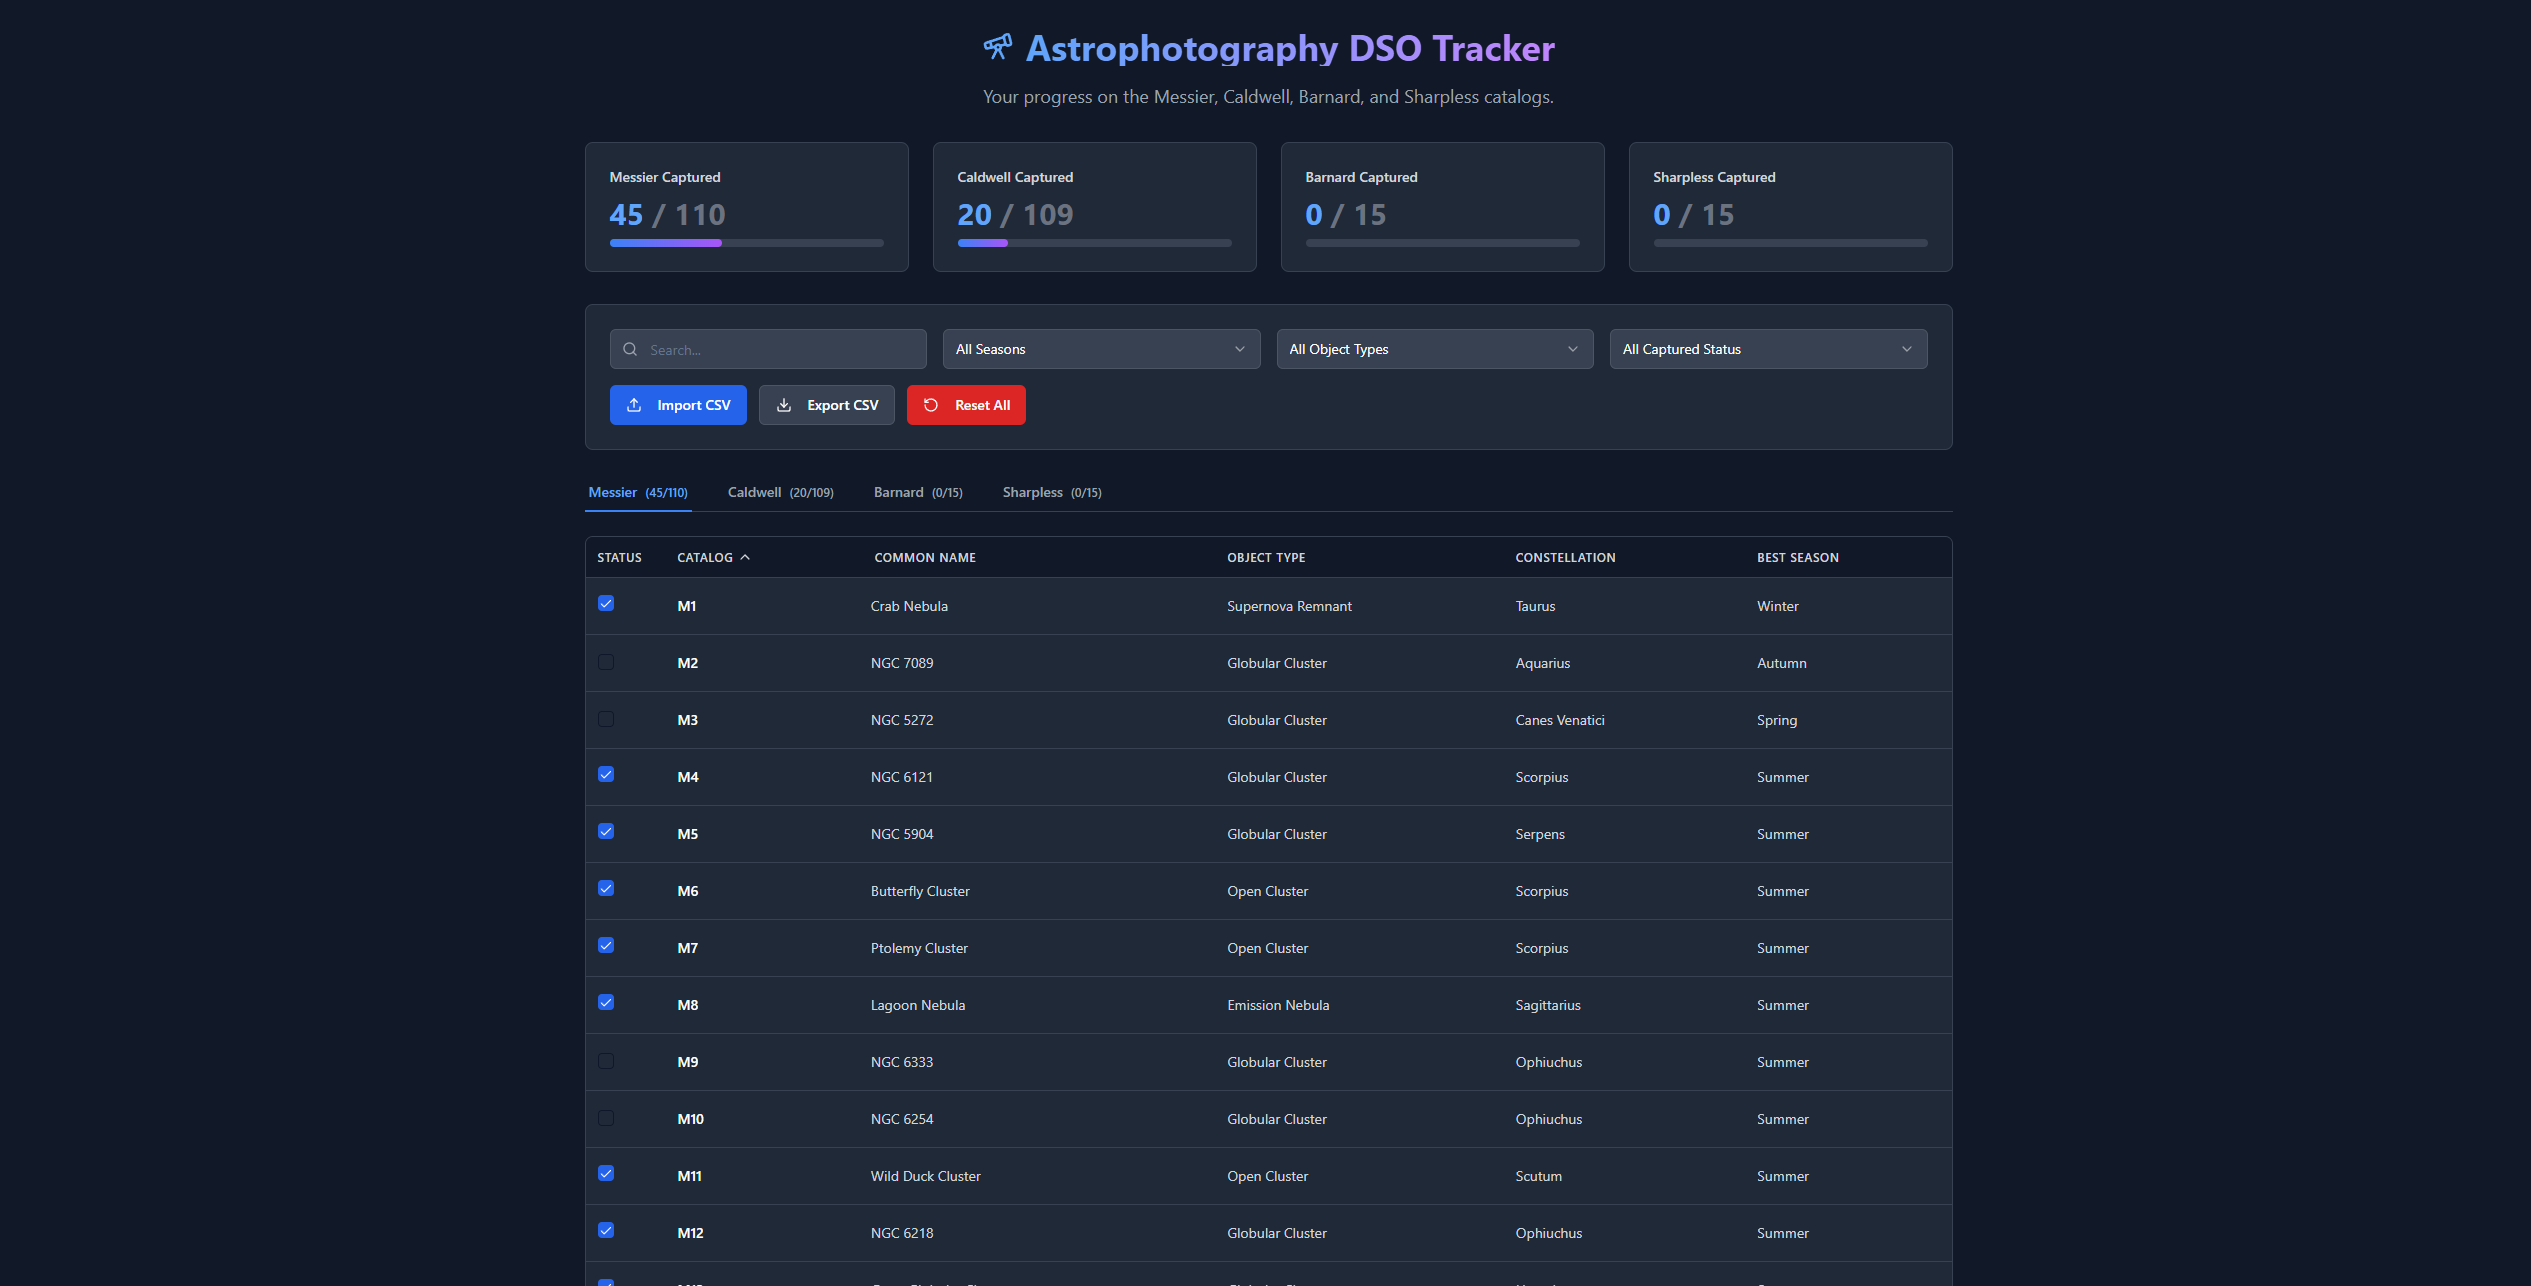 Astrophotography DSO Tracker
Your progress on the Messier, Caldwell, Barnard, and Sharpless catalogs.
Messier Captured
45 / 110
Caldwell Captured
20 / 109
Barnard Captured
0 / 15
Sharpless Captured
0 / 15
Search...
All Seasons
All Object Types
All Captured Status
Import CSV
Export CSV
Reset All
Messier (45/110)
Caldwell (20/109)
Barnard (0/15)
Sharpless (0/15)
STATUS CATALOG COMMON NAME OBJECT TYPE CONSTELLATION BEST SEASON
M1 Crab Nebula Supernova Remnant Taurus Winter
M2 NGC 7089 Globular Cluster Aquarius Autumn
M3 NGC 5272 Globular Cluster Canes Venatici Spring
M4 NGC 6121 Globular Cluster Scorpius Summer
M5 NGC 5904 Globular Cluster Serpens Summer
M6 Butterfly Cluster Open Cluster Scorpius Summer
M7 Ptolemy Cluster Open Cluster Scorpius Summer
M8 Lagoon Nebula Emission Nebula Sagittarius Summer
M9 NGC 6333 Globular Cluster Ophiuchus Summer
M10 NGC 6254 Globular Cluster Ophiuchus Summer
M11 Wild Duck Cluster Open Cluster Scutum Summer
M12 NGC 6218 Globular Cluster Ophiuchus Summer